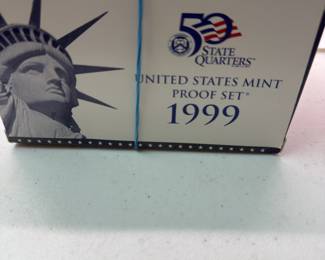 50
STATE
QUARTERS
UNITED STATES MINT
PROOF SET
1999